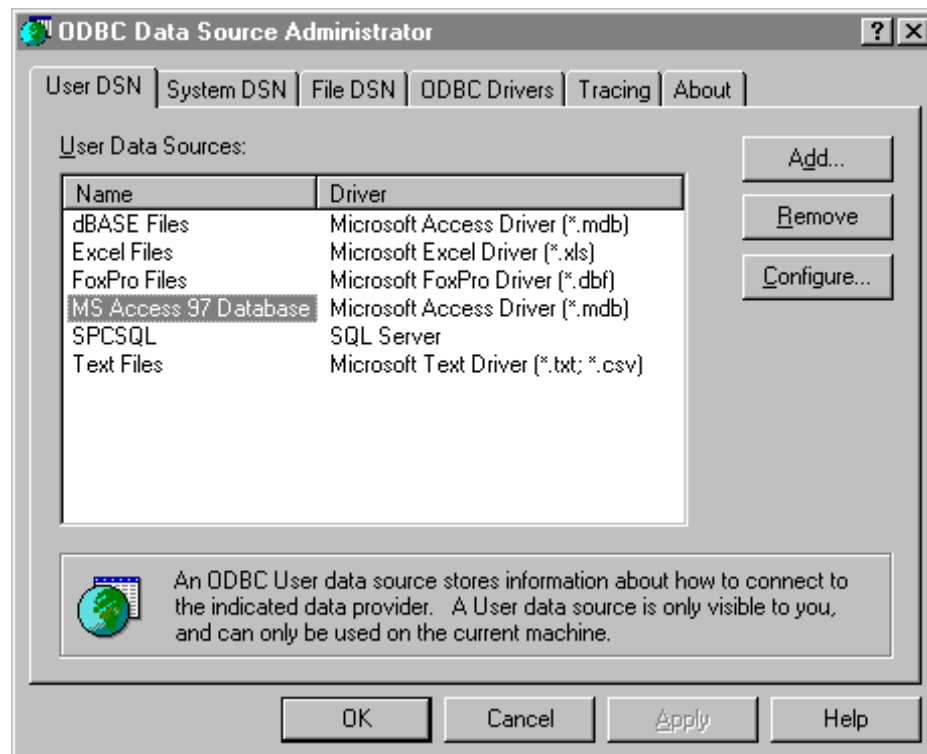 ODBC Data Source Administrator
User DSN System DSN File DSN ODBC Drivers Tracing About
User Data Sources:
Add...
Name Driver
dBASE Files Microsoft Access Driver (*.mdb)
Remove
Excel Files Microsoft Excel Driver (*.xls)
FoxPro Files Microsoft FoxPro Driver (*.dbf)
Configure...
MS Access 97 Database Microsoft Access Driver (*.mdb)
SPCSQL SQL Server
Text Files Microsoft Text Driver (*.txt; *.csv)
An ODBC User data source stores information about how to connect to
the indicated data provider. A User data source is only visible to you,
and can only be used on the current machine.
OK Cancel Apply Help